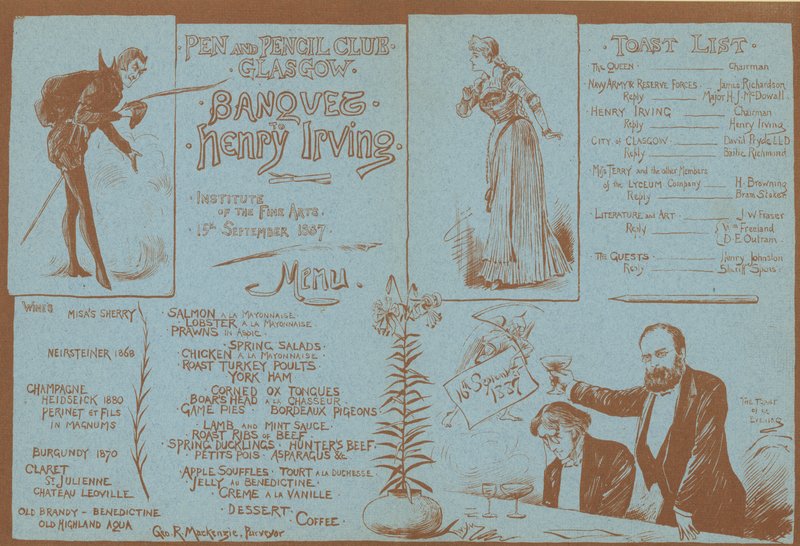 PEN AND PENCIL CLUB
GLASGOW.
BANQUET
TO
Henry Irving.
INSTITUTE
OF THE FINE ARTS.
15th SEPTEMBER 1887.
Menu.
WINES
MISA'S SHERRY
NEIRSTEINER 1868
CHAMPAGNE
HEIDSEICK 1880
PERINET ET FILS
IN MAGNUMS
BURGUNDY 1870
CLARET
ST JULIENNE
CHATEAU LEOVILLE.
OLD BRANDY - BENEDICTINE
OLD HIGHLAND AQUA
SALMON A LA MAYONNAISE.
LOBSTER A LA MAYONNAISE
PRAWNS IN ASPIC.
SPRING SALADS.
CHICKEN A LA MAYONNAISE.
ROAST TURKEY POULTS
YORK HAM
CORNED OX TONGUES
BOAR'S HEAD A LA CHASSEUR.
GAME PIES. BORDEAUX PIGEONS.
LAMB AND MINT SAUCE.
ROAST RIBS OF BEEF.
SPRING DUCKLINGS. HUNTER'S BEEF.
PETITS POIS. ASPARAGUS &c
APPLE SOUFFLES. TOURT A LA DUCHESSE.
JELLY AU BENEDICTINE.
CREME A LA VANILLE.
DESSERT.
COFFEE.
Geo. R. Mackenzie, Purveyor
TOAST LIST.
THE QUEEN. Chairman
NAVY ARMY & RESERVE FORCES. James Richardson
Reply Major H. J. McDowall.
HENRY IRVING Chairman
Reply Henry Irving.
CITY OF GLASGOW David Pryde LLD
Reply Bailie Richmond
Miss TERRY and the other Members
of the LYCEUM Company H. Browning
Reply Bram Stoker
LITERATURE and ART J. W. Fraser
Reply Wm Freeland
D. E. Outram.
THE GUESTS Henry Johnston
Reply Sheriff Spens.
THE TOAST
OF THE
EVENING